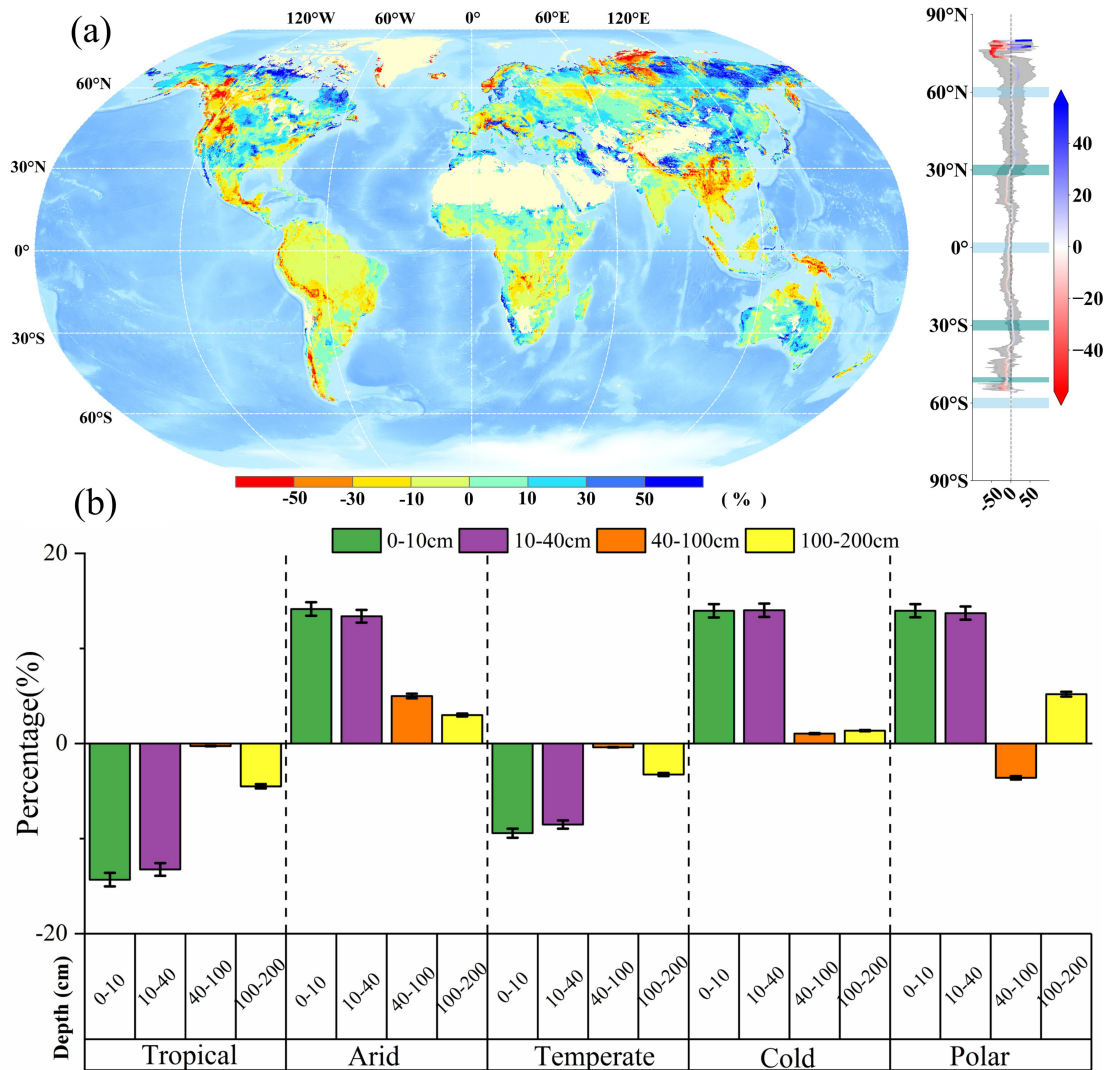 (a)
120°W 60°W 0° 60°E 120°E
60°N
30°N
0°
30°S
60°S
-50 -30 -10 0 10 30 50 ( % )
90°N
60°N
30°N
0°
30°S
60°S
90°S
-50 0 50
40
20
0
−20
−40
(b)
0-10cm 10-40cm 40-100cm 100-200cm
20
0
-20
Percentage(%)
Depth (cm)
0-10 10-40 40-100 100-200 0-10 10-40 40-100 100-200 0-10 10-40 40-100 100-200 0-10 10-40 40-100 100-200 0-10 10-40 40-100 100-200
Tropical Arid Temperate Cold Polar